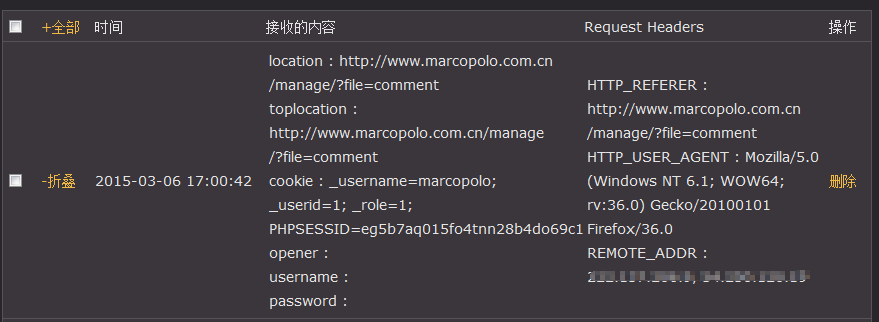 +全部 时间 接收的内容 Request Headers 操作
-折叠 2015-03-06 17:00:42
location : http://www.marcopolo.com.cn
/manage/?file=comment
toplocation :
http://www.marcopolo.com.cn/manage
/?file=comment
cookie : _username=marcopolo;
_userid=1; _role=1;
PHPSESSID=eg5b7aq015fo4tnn28b4do69c1
opener :
username :
password :
HTTP_REFERER :
http://www.marcopolo.com.cn
/manage/?file=comment
HTTP_USER_AGENT : Mozilla/5.0
(Windows NT 6.1; WOW64;
rv:36.0) Gecko/20100101
Firefox/36.0
REMOTE_ADDR :
删除